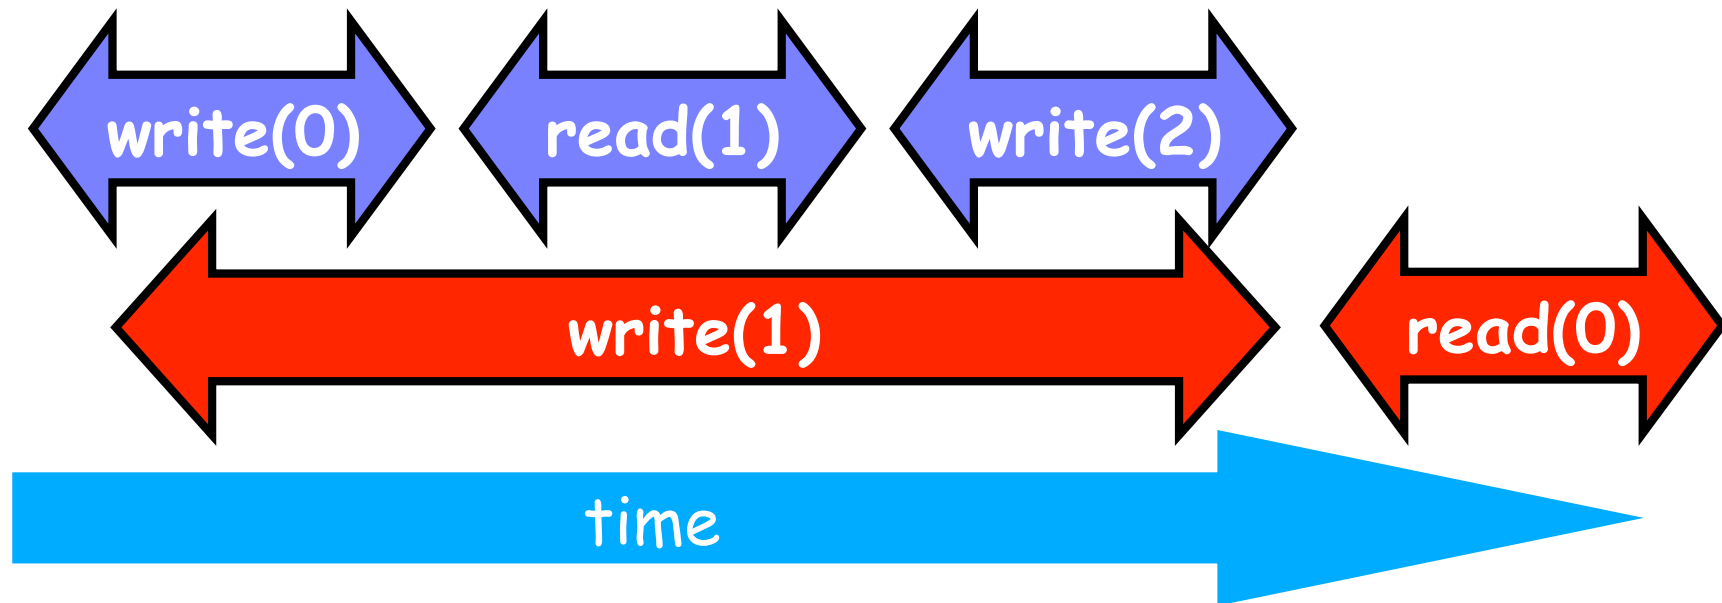 write(0)
read(1)
write(2)
write(1)
read(0)
time